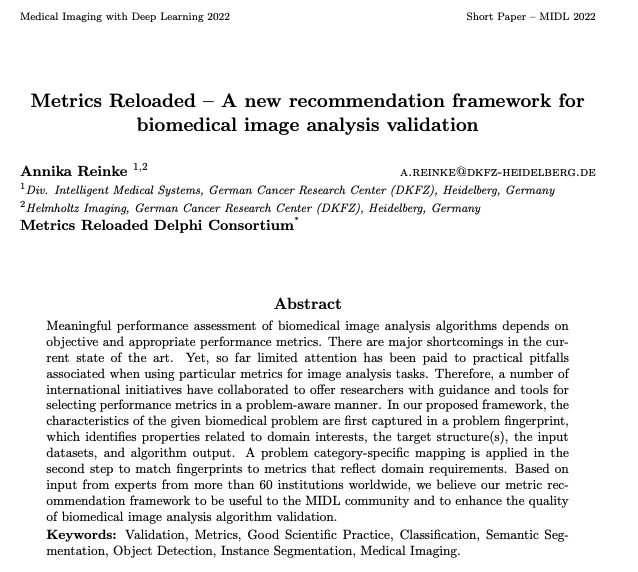 Medical Imaging with Deep Learning 2022 Short Paper – MIDL 2022
Metrics Reloaded – A new recommendation framework for
biomedical image analysis validation
Annika Reinke 1,2 A.REINKE@DKFZ-HEIDELBERG.DE
1 Div. Intelligent Medical Systems, German Cancer Research Center (DKFZ), Heidelberg, Germany
2 Helmholtz Imaging, German Cancer Research Center (DKFZ), Heidelberg, Germany
Metrics Reloaded Delphi Consortium*
Abstract
Meaningful performance assessment of biomedical image analysis algorithms depends on
objective and appropriate performance metrics. There are major shortcomings in the cur-
rent state of the art. Yet, so far limited attention has been paid to practical pitfalls
associated when using particular metrics for image analysis tasks. Therefore, a number of
international initiatives have collaborated to offer researchers with guidance and tools for
selecting performance metrics in a problem-aware manner. In our proposed framework, the
characteristics of the given biomedical problem are first captured in a problem fingerprint,
which identifies properties related to domain interests, the target structure(s), the input
datasets, and algorithm output. A problem category-specific mapping is applied in the
second step to match fingerprints to metrics that reflect domain requirements. Based on
input from experts from more than 60 institutions worldwide, we believe our metric rec-
ommendation framework to be useful to the MIDL community and to enhance the quality
of biomedical image analysis algorithm validation.
Keywords: Validation, Metrics, Good Scientific Practice, Classification, Semantic Seg-
mentation, Object Detection, Instance Segmentation, Medical Imaging.